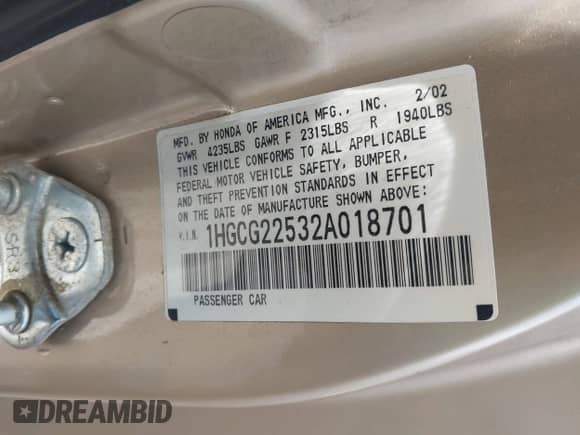 MFD. BY HONDA OF AMERICA MFG., INC. 2/02
GVWR 4235LBS GAWR F 2315LBS R 1940LBS
THIS VEHICLE CONFORMS TO ALL APPLICABLE
FEDERAL MOTOR VEHICLE SAFETY, BUMPER,
AND THEFT PREVENTION STANDARDS IN EFFECT
ON THE DATE OF MANUFACTURE SHOWN ABOVE:
V.I.N. 1HGCG22532A018701
PASSENGER CAR
SR3
DREAMBID